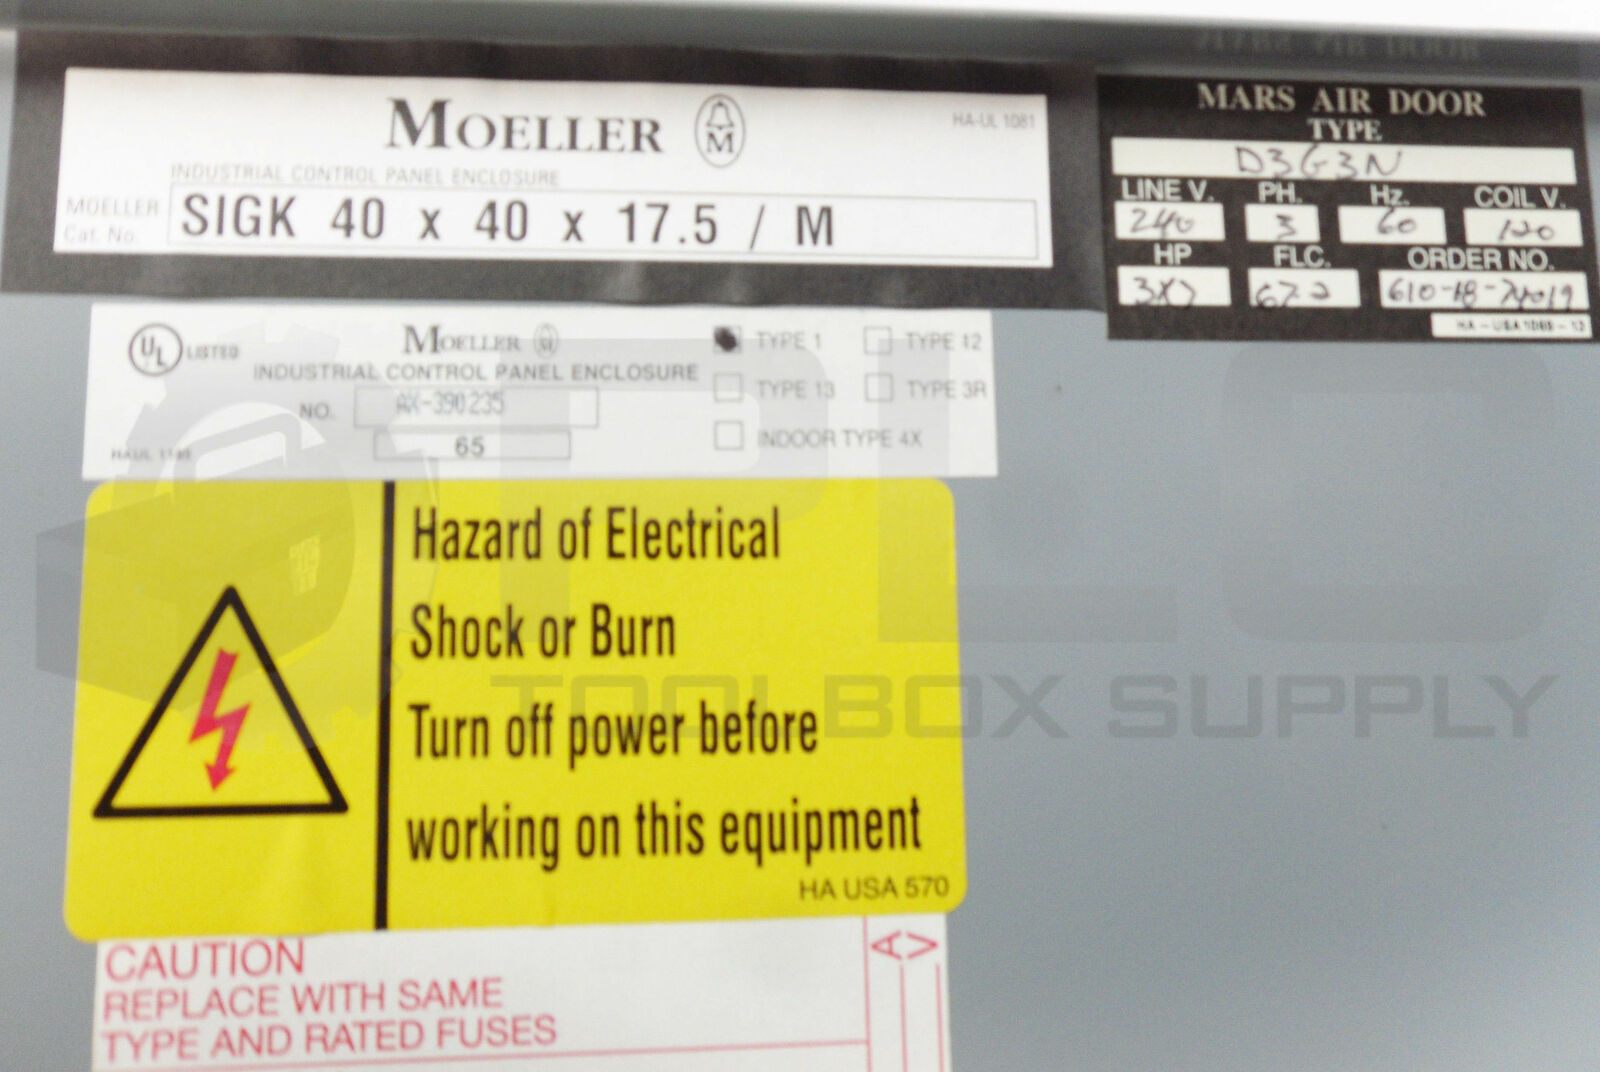 MOELLER M
HA-UL 1081
INDUSTRIAL CONTROL PANEL ENCLOSURE
MOELLER
Cat. No.
SIGK 40 x 40 x 17.5 / M
MARS AIR DOOR
TYPE
D3G3N
LINE V. PH. Hz. COIL V.
240 3 60 120
HP FLC. ORDER NO.
610-18-74019
UL LISTED
MOELLER M
INDUSTRIAL CONTROL PANEL ENCLOSURE
NO. AX-390235
65
TYPE 1 TYPE 12
TYPE 13 TYPE 3R
INDOOR TYPE 4X
Hazard of Electrical
Shock or Burn
Turn off power before
working on this equipment
HA USA 570
CAUTION
REPLACE WITH SAME
TYPE AND RATED FUSES
A V
PLC
TOOLBOX SUPPLY